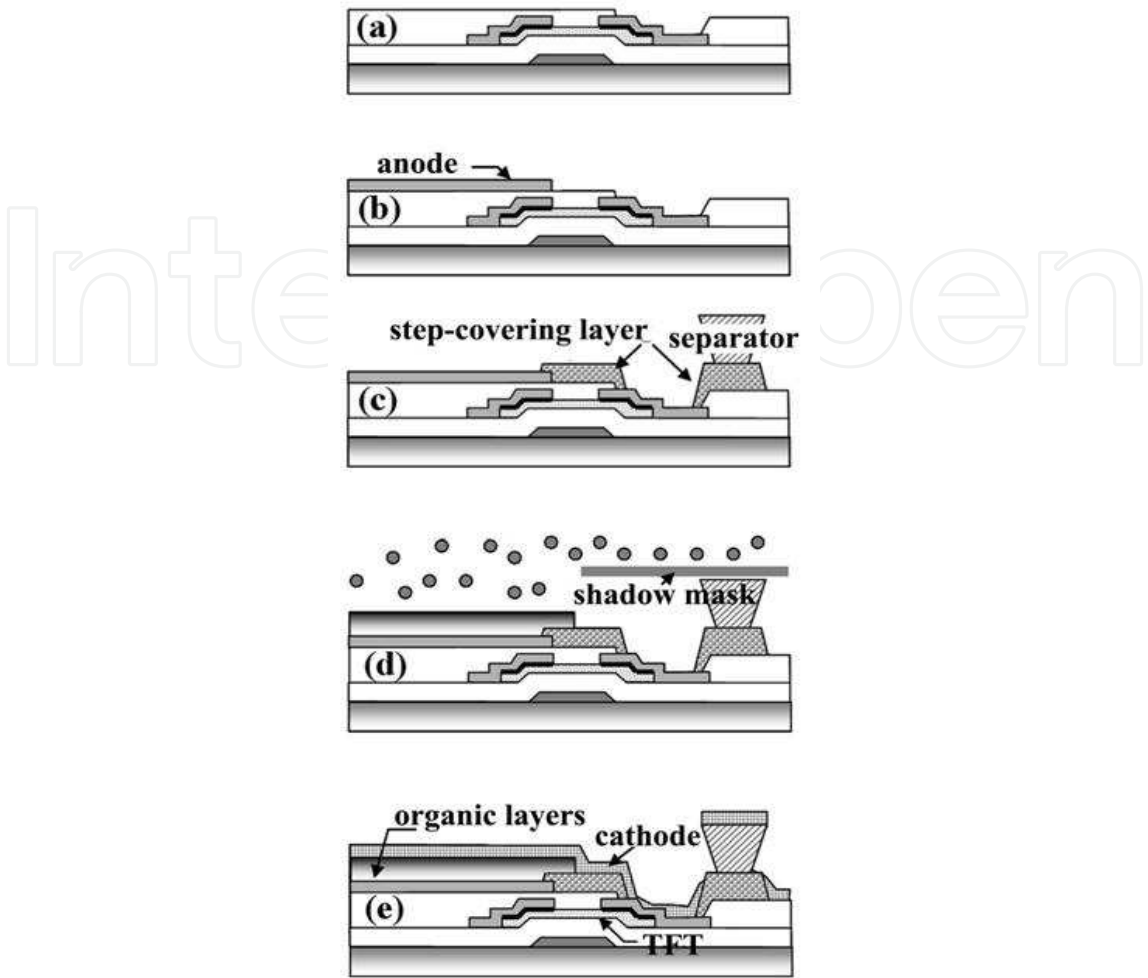 (a)
anode
(b)
step-covering layer
separator
(c)
shadow mask
(d)
organic layers
cathode
(e)
TFT